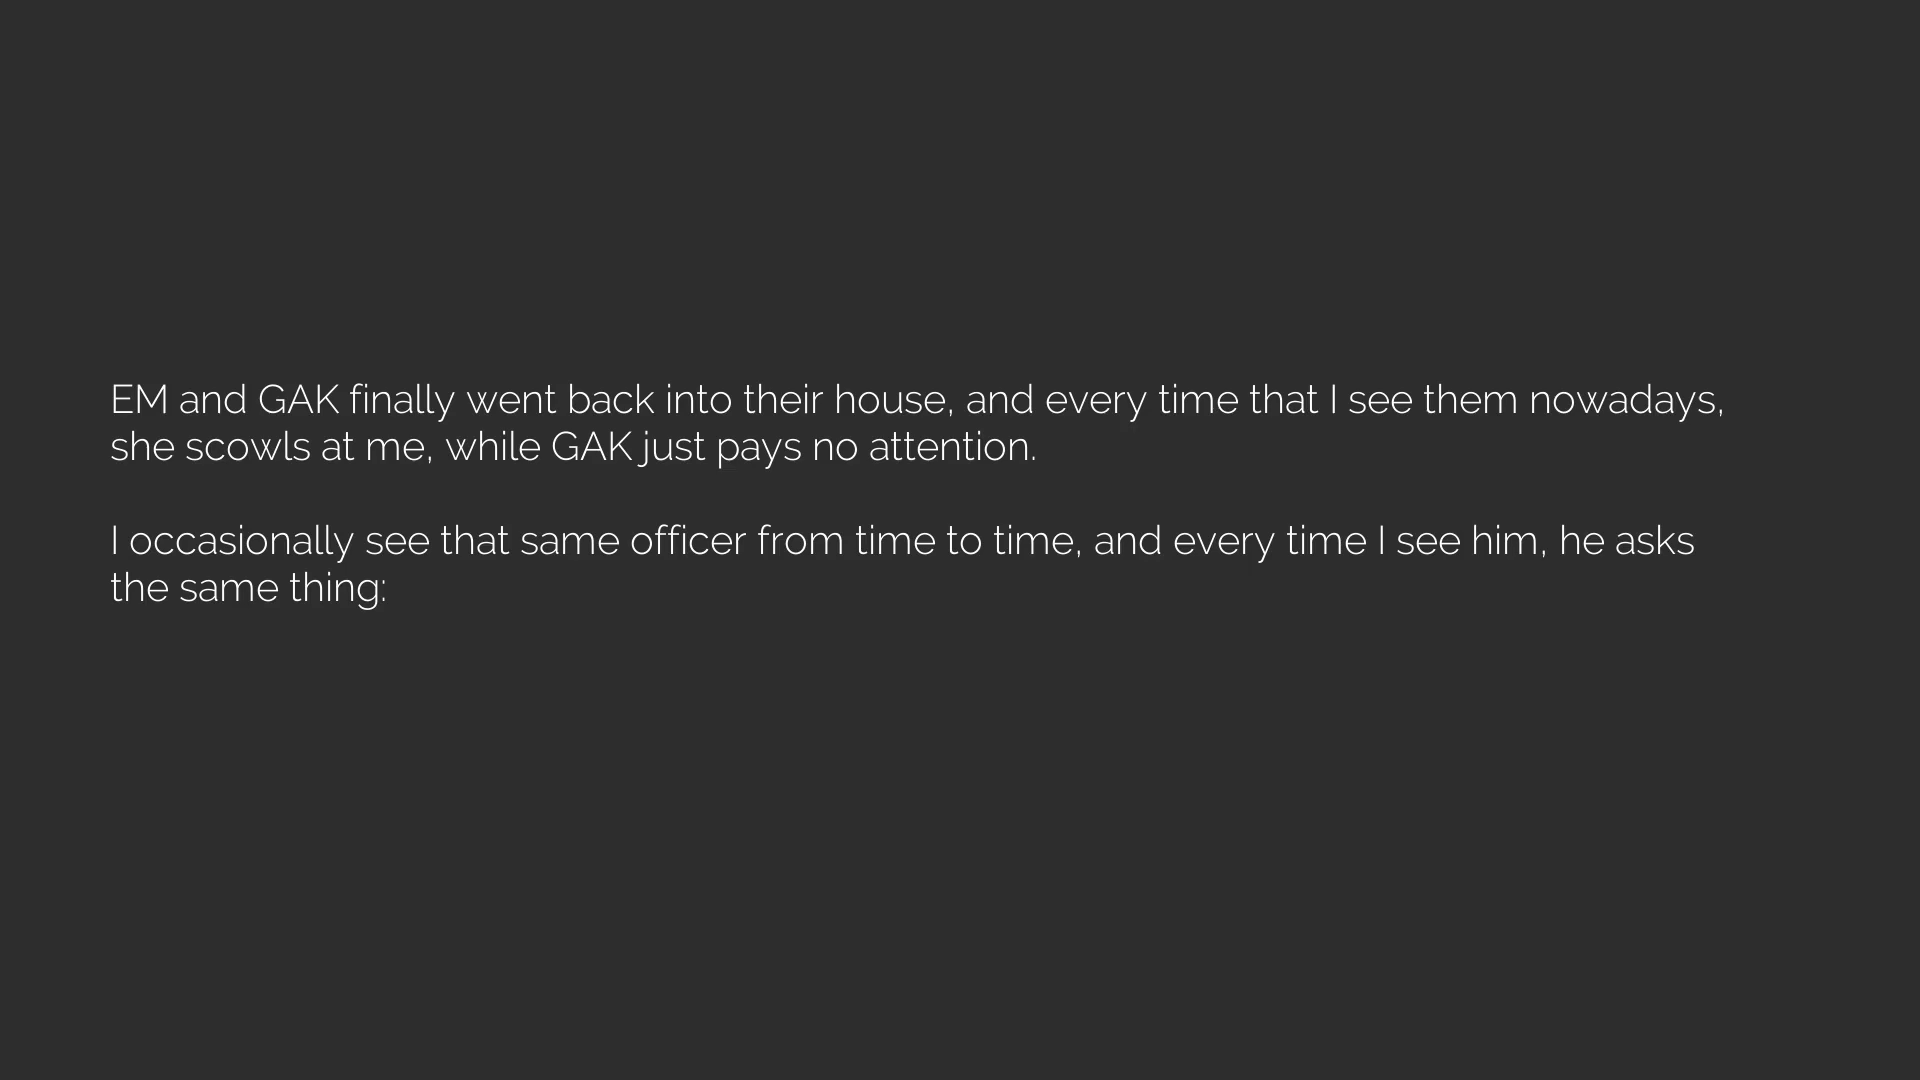 EM and GAK finally went back into their house, and every time that I see them nowadays,
she scowls at me, while GAK just pays no attention.
I occasionally see that same officer from time to time, and every time I see him, he asks
the same thing: